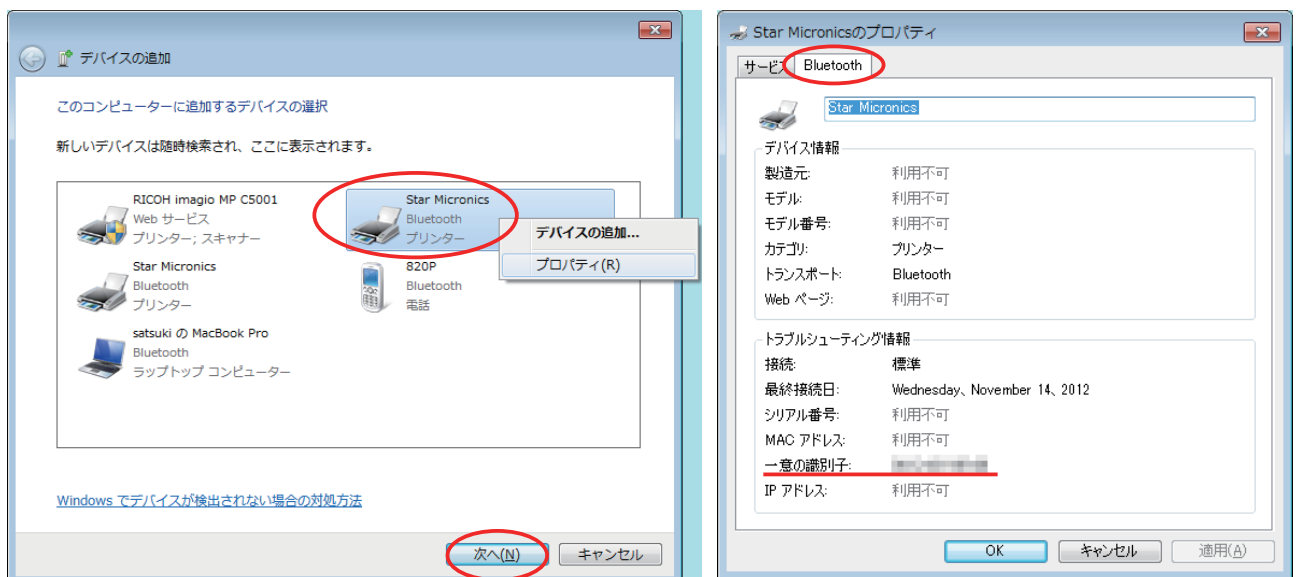 デバイスの追加
このコンピューターに追加するデバイスの選択
新しいデバイスは随時検索され、ここに表示されます。
RICOH imagio MP C5001
Web サービス
プリンター; スキャナー
Star Micronics
Bluetooth
プリンター
デバイスの追加...
プロパティ(R)
Star Micronics
Bluetooth
プリンター
820P
Bluetooth
電話
satsuki の MacBook Pro
Bluetooth
ラップトップ コンピューター
Windows でデバイスが検出されない場合の対処方法
次へ(N)
キャンセル
Star Micronicsのプロパティ
サービス
Bluetooth
Star Micronics
デバイス情報
製造元: 利用不可
モデル: 利用不可
モデル番号: 利用不可
カテゴリ: プリンター
トランスポート: Bluetooth
Web ページ: 利用不可
トラブルシューティング情報
接続: 標準
最終接続日: Wednesday、November 14、2012
シリアル番号: 利用不可
MAC アドレス: 利用不可
一意の識別子:
IP アドレス: 利用不可
OK
キャンセル
適用(A)